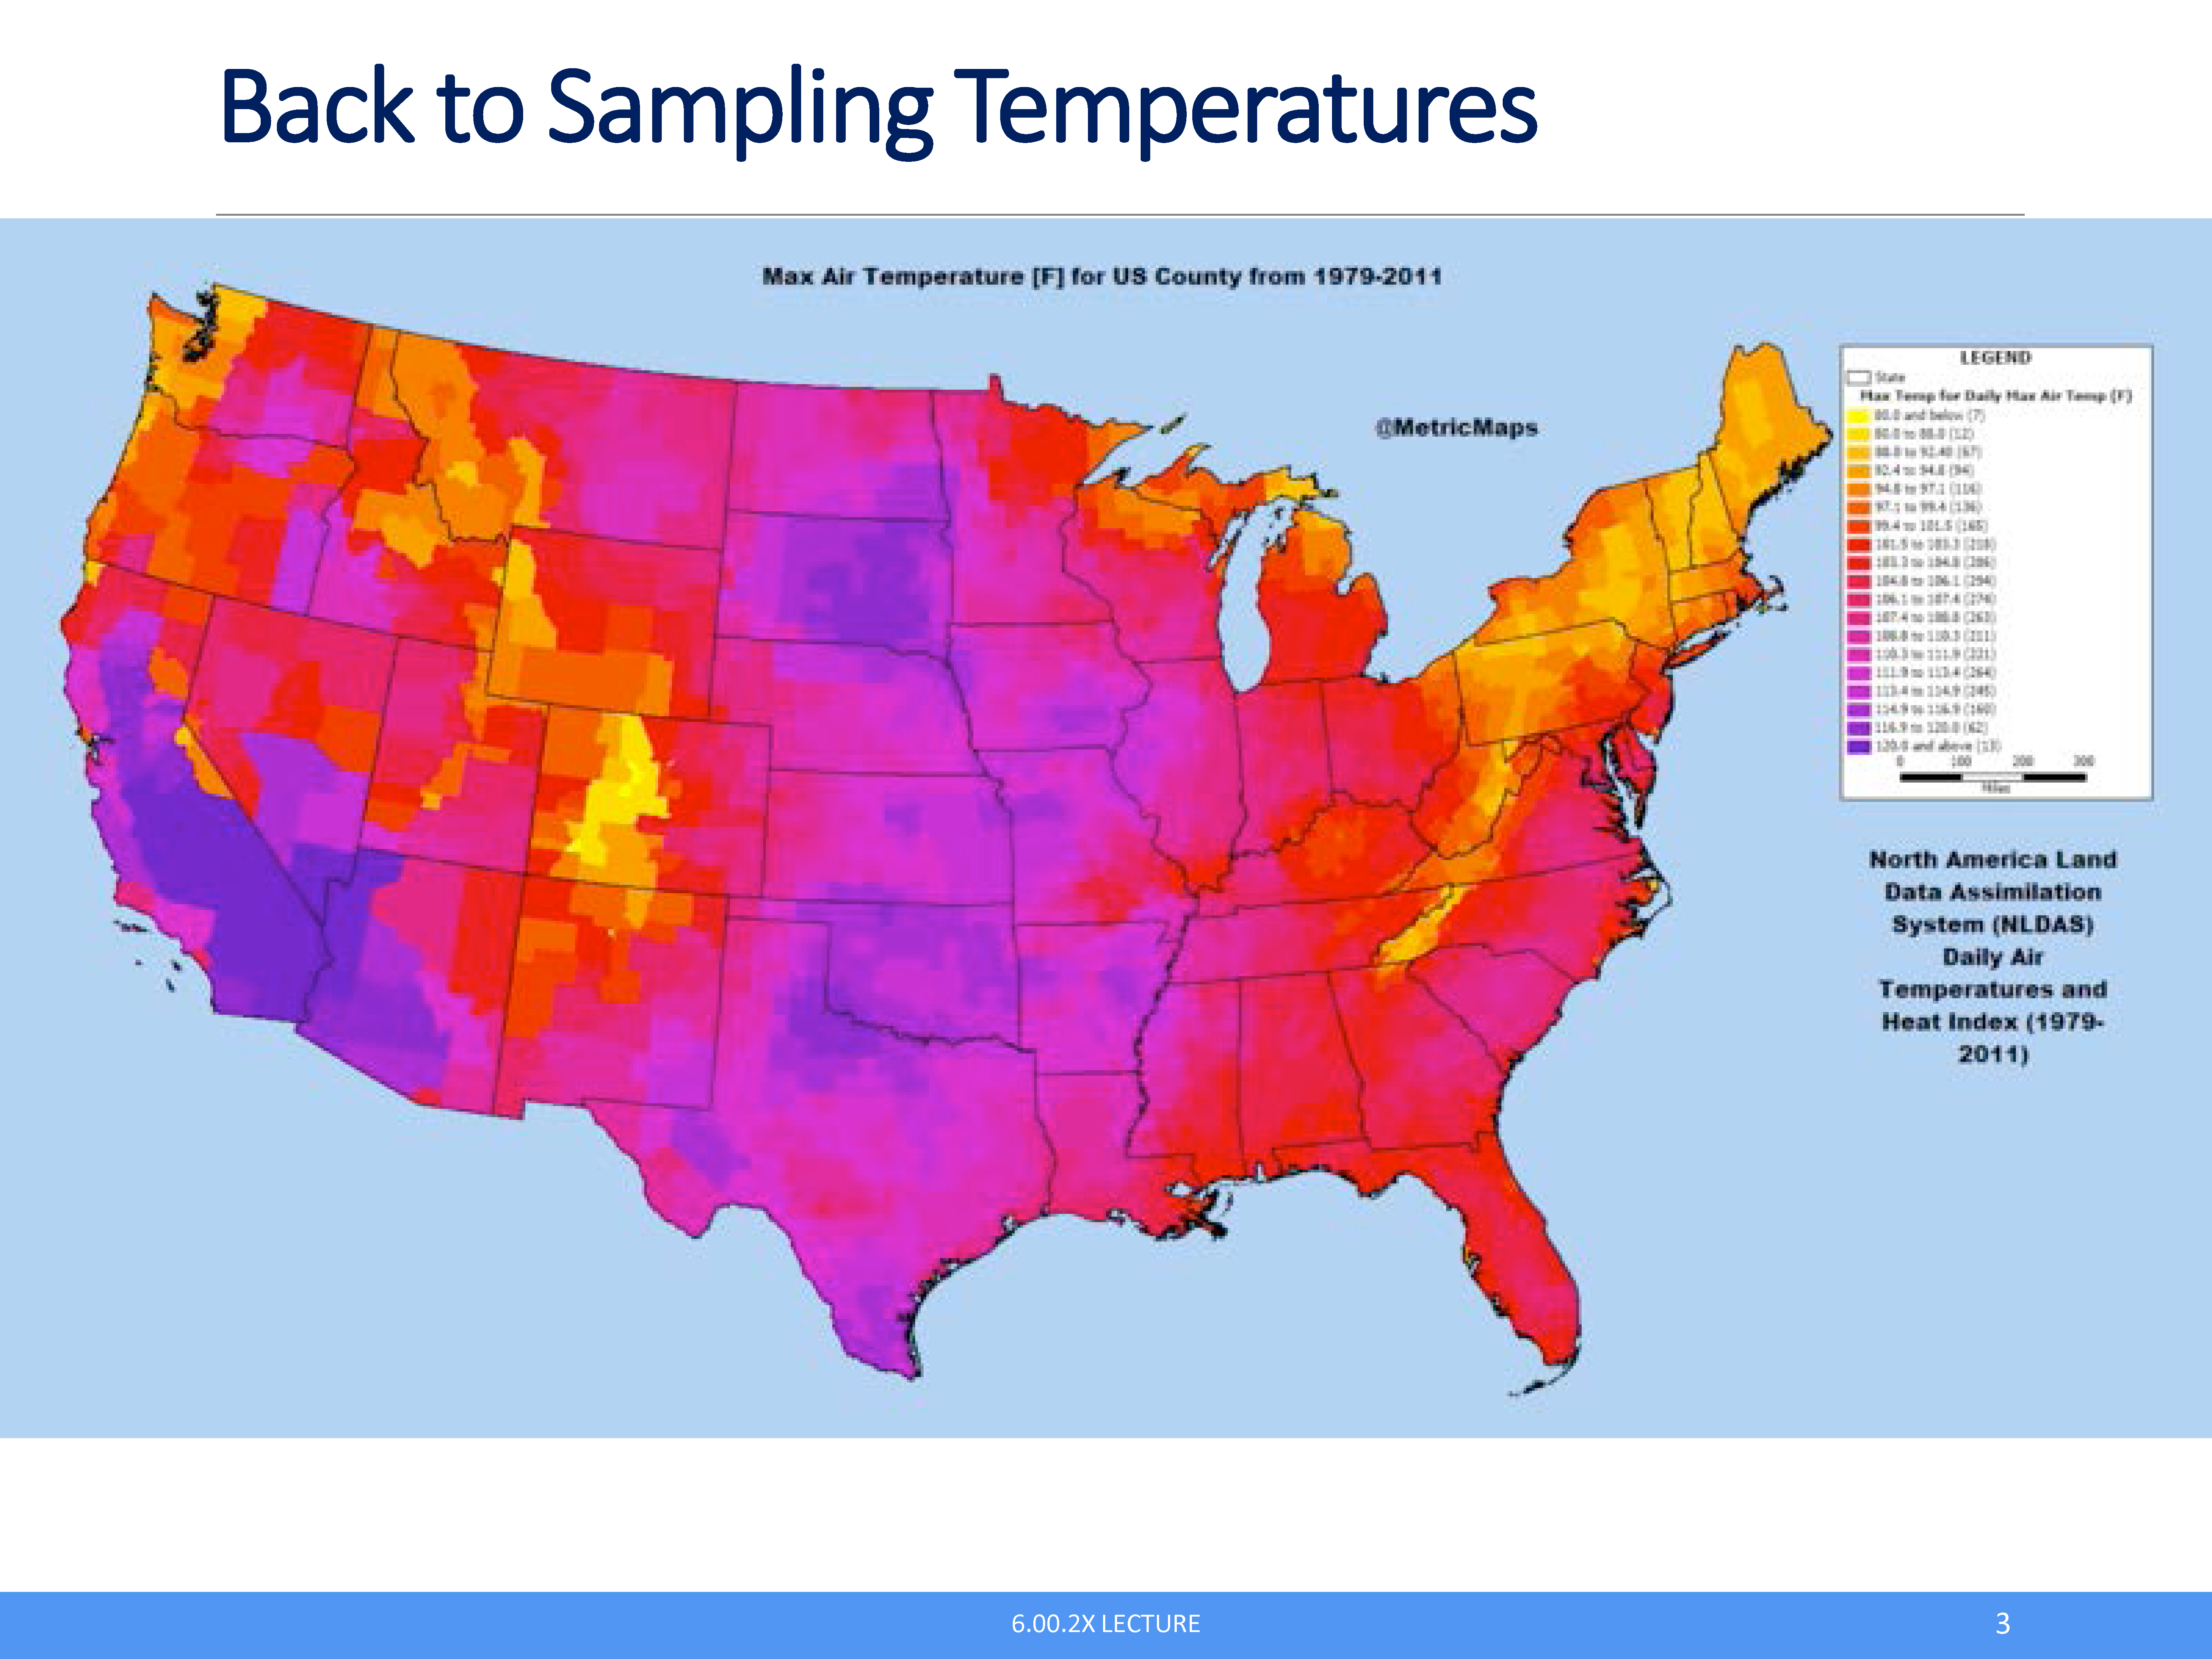 Back to Sampling Temperatures
Max Air Temperature [F] for US County from 1979-2011
@MetricMaps
LEGEND
State
Max Temp for Daily Max Air Temp (F)
80.0 and below (7)
80.0 to 88.0 (12)
88.0 to 92.40 (67)
92.4 to 94.8 (94)
94.8 to 97.1 (116)
97.1 to 99.4 (136)
99.4 to 101.5 (165)
101.5 to 103.3 (218)
103.3 to 104.8 (286)
104.8 to 106.1 (294)
106.1 to 107.4 (274)
107.4 to 108.8 (263)
108.8 to 110.3 (211)
110.3 to 111.9 (221)
111.9 to 113.4 (264)
113.4 to 114.9 (245)
114.9 to 116.9 (160)
116.9 to 120.0 (62)
120.0 and above (13)
0 100 200 300
Miles
North America Land
Data Assimilation
System (NLDAS)
Daily Air
Temperatures and
Heat Index (1979-
2011)
6.00.2X LECTURE
3